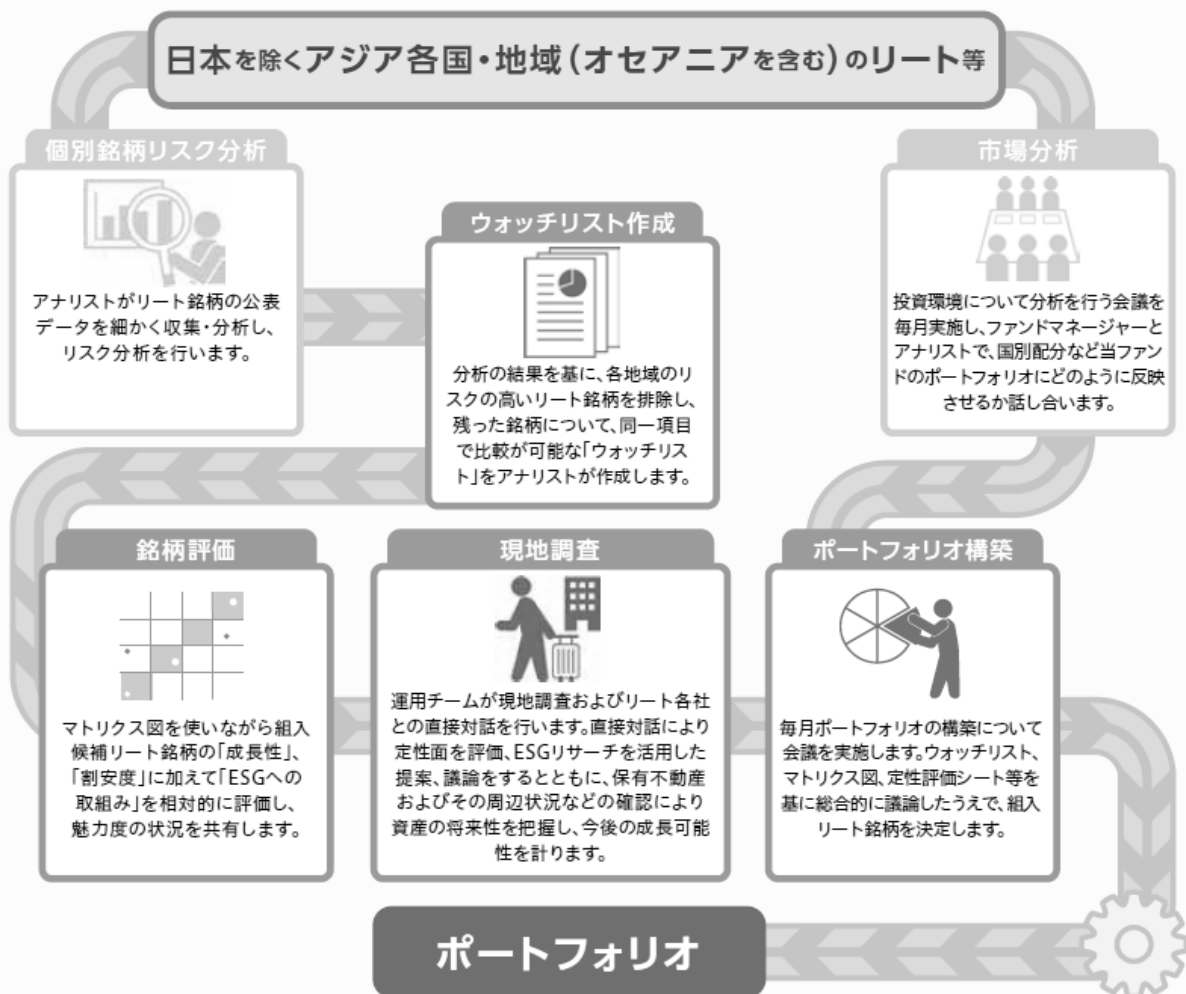 日本を除くアジア各国・地域(オセアニアを含む)のリート等
個別銘柄リスク分析
アナリストがリート銘柄の公表
データを細かく収集・分析し、
リスク分析を行います。
ウォッチリスト作成
分析の結果を基に、各地域のリ
スクの高いリート銘柄を排除し、
残った銘柄について、同一項目
で比較が可能な「ウォッチリス
ト」をアナリストが作成します。
市場分析
投資環境について分析を行う会議を
毎月実施し、ファンドマネージャーと
アナリストで、国別配分など当ファン
ドのポートフォリオにどのように反映
させるか話し合います。
銘柄評価
マトリクス図を使いながら組入
候補リート銘柄の「成長性」、
「割安度」に加えて「ESGへの
取組み」を相対的に評価し、
魅力度の状況を共有します。
現地調査
運用チームが現地調査およびリート各社
との直接対話を行います。直接対話により
定性面を評価、ESGリサーチを活用した
提案、議論をするとともに、保有不動産
およびその周辺状況などの確認により
資産の将来性を把握し、今後の成長可能
性を計ります。
ポートフォリオ構築
毎月ポートフォリオの構築について
会議を実施します。ウォッチリスト、
マトリクス図、定性評価シート等を
基に総合的に議論したうえで、組入
リート銘柄を決定します。
ポートフォリオ